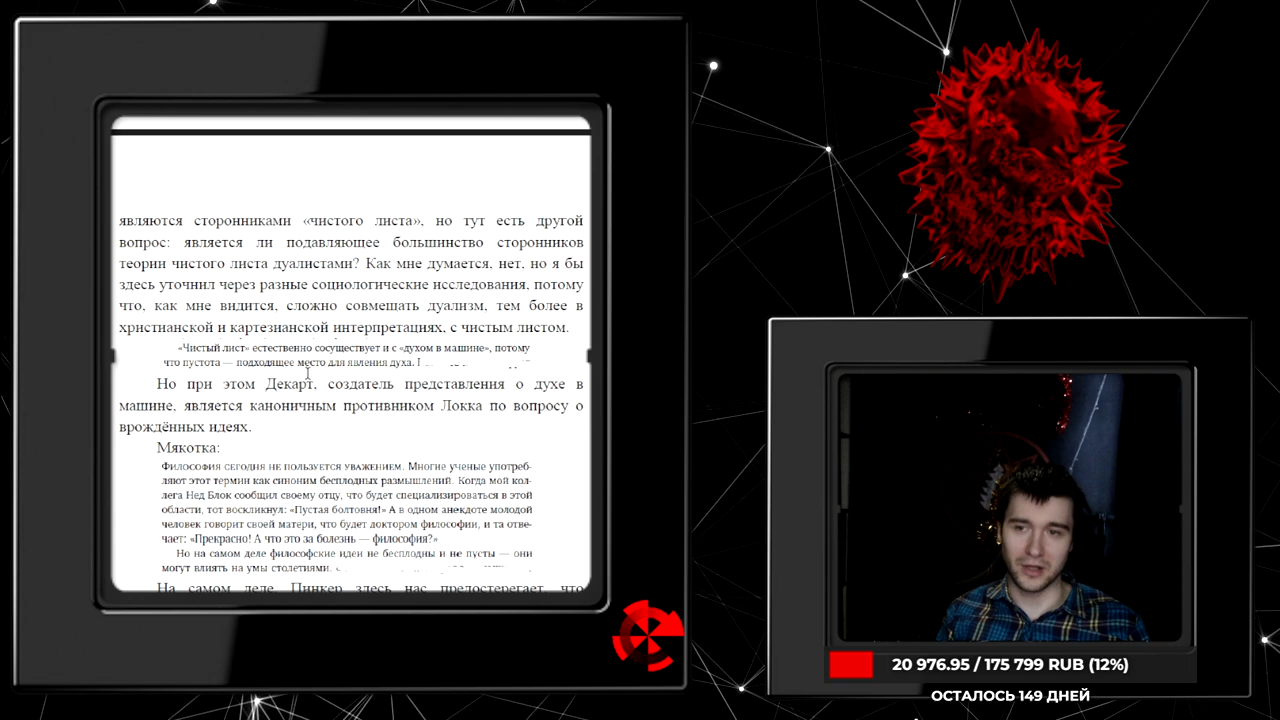 являются сторонниками «чистого листа», но тут есть другой
вопрос: является ли подавляющее большинство сторонников
теории чистого листа дуалистами? Как мне думается, нет, но я бы
здесь уточнил через разные социологические исследования, потому
что, как мне видится, сложно совмещать дуализм, тем более в
христианской и картезианской интерпретациях, с чистым листом.
«Чистый лист» естественно сосуществует и с «духом в машине», потому
что пустота — подходящее место для явления духа.
Но при этом Декарт, создатель представления о духе в
машине, является каноничным противником Локка по вопросу о
врождённых идеях.
Мякотка:
Философия сегодня не пользуется уважением. Многие ученые употреб-
ляют этот термин как синоним бесплодных размышлений. Когда мой кол-
лега Нед Блок сообщил своему отцу, что будет специализироваться в этой
области, тот воскликнул: «Пустая болтовня!» А в одном анекдоте молодой
человек говорит своей матери, что будет доктором философии, и та отве-
чает: «Прекрасно! А что это за болезнь — философия?»
Но на самом деле философские идеи не бесплодны и не пусты — они
могут влиять на умы столетиями.
На самом деле, Пинкер здесь нас предостерегает, что
20 976.95 / 175 799 RUB (12%)
ОСТАЛОСЬ 149 ДНЕЙ